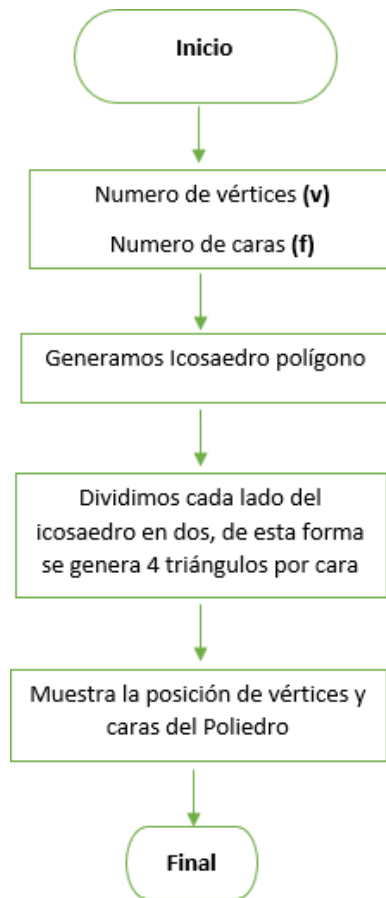 Inicio
Numero de vértices (v)
Numero de caras (f)
Generamos Icosaedro polígono
Dividimos cada lado del
icosaedro en dos, de esta forma
se genera 4 triángulos por cara
Muestra la posición de vértices y
caras del Poliedro
Final